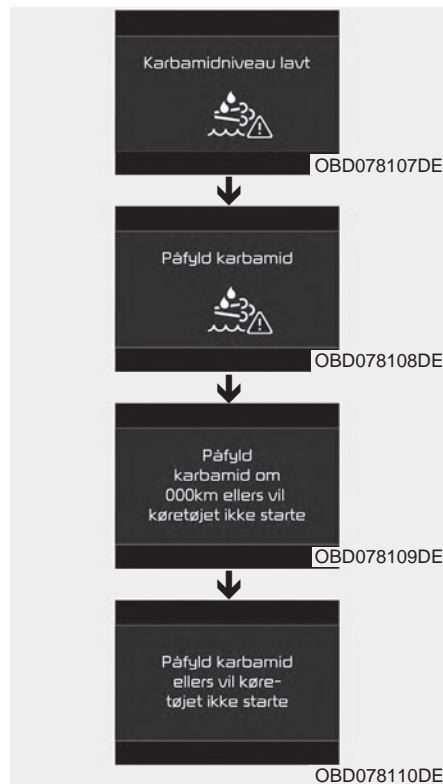 Karbamidniveau lavt
OBD078107DE
Påfyld karbamid
OBD078108DE
Påfyld
karbamid om
000km ellers vil
køretøjet ikke starte
OBD078109DE
Påfyld karbamid
ellers vil køre-
tøjet ikke starte
OBD078110DE